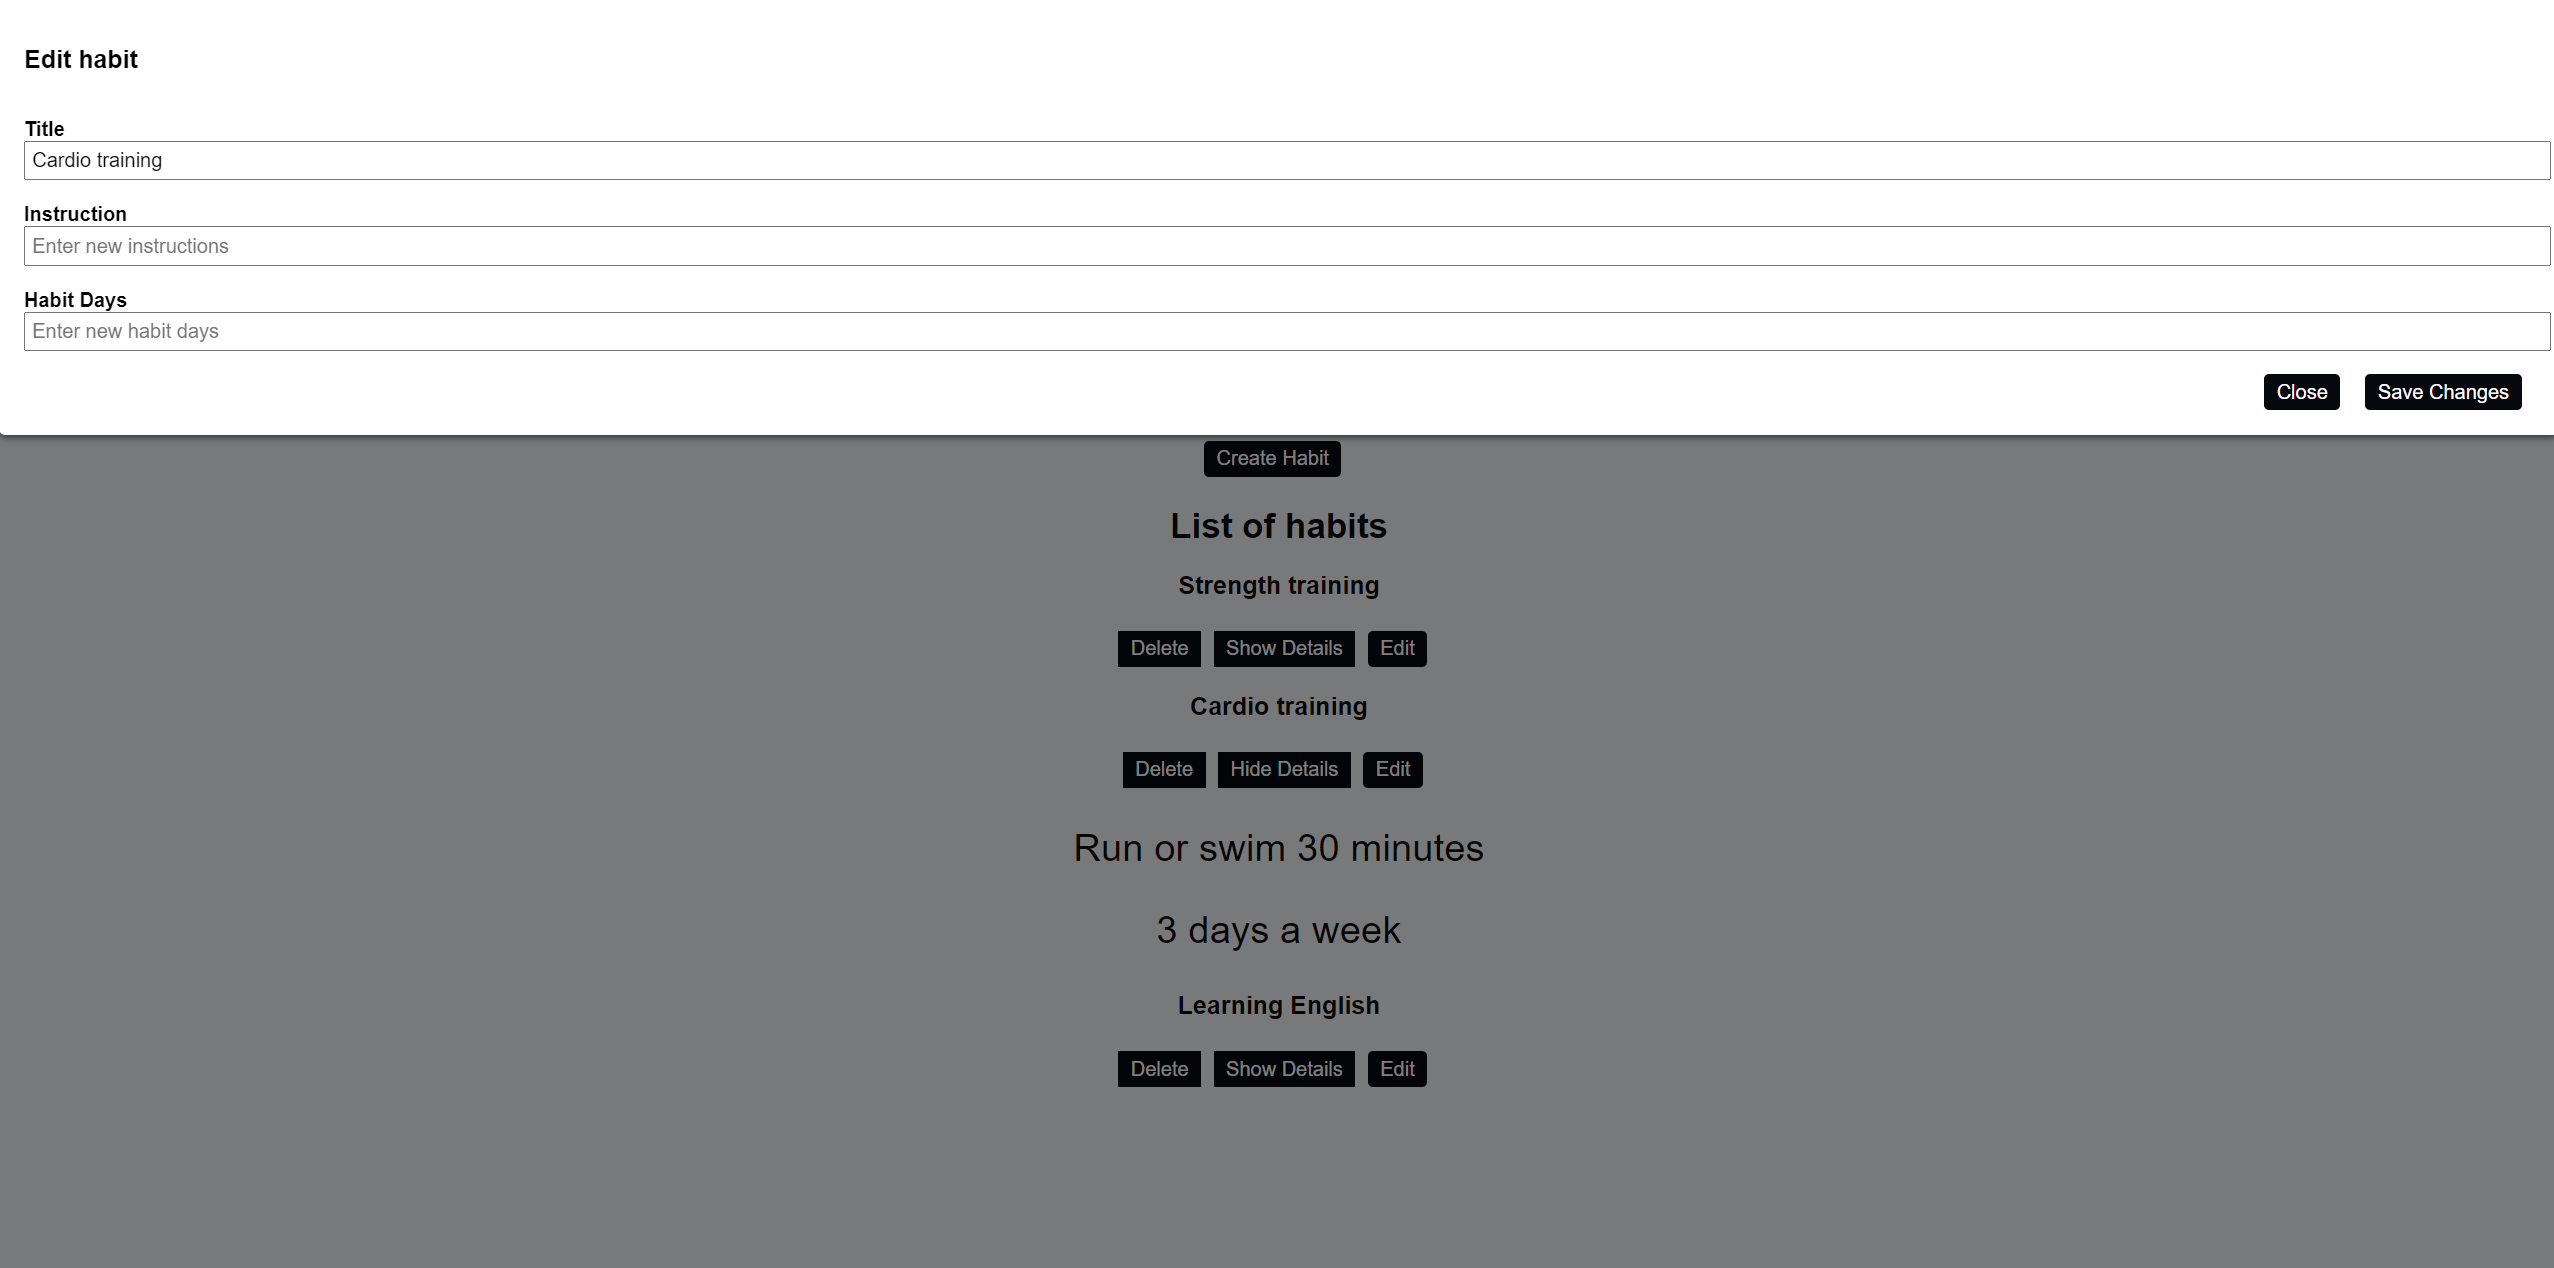 Edit habit
Title
Cardio training
Instruction
Enter new instructions
Habit Days
Enter new habit days
Close Save Changes
Create Habit
List of habits
Strength training
Delete Show Details Edit
Cardio training
Delete Hide Details Edit
Run or swim 30 minutes
3 days a week
Learning English
Delete Show Details Edit